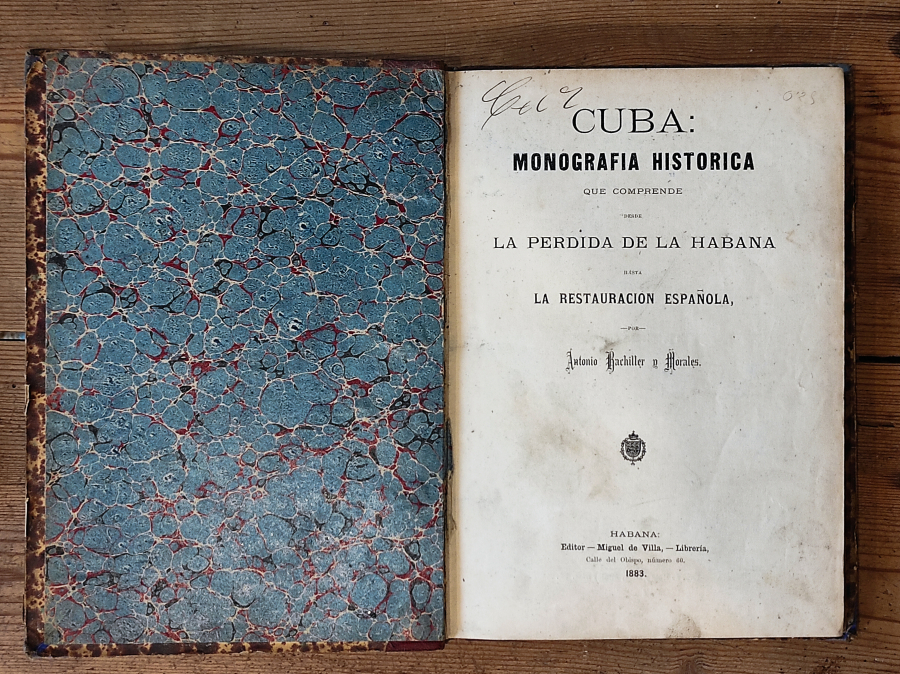 CUBA:
MONOGRAFIA HISTORICA
QUE COMPRENDE
DESDE
LA PERDIDA DE LA HABANA
HASTA
LA RESTAURACION ESPAÑOLA,
—POR—
Antonio Bachiller y Morales.
HABANA:
Editor — Miguel de Villa, — Librería,
Calle del Obispo, número 60.
1883.